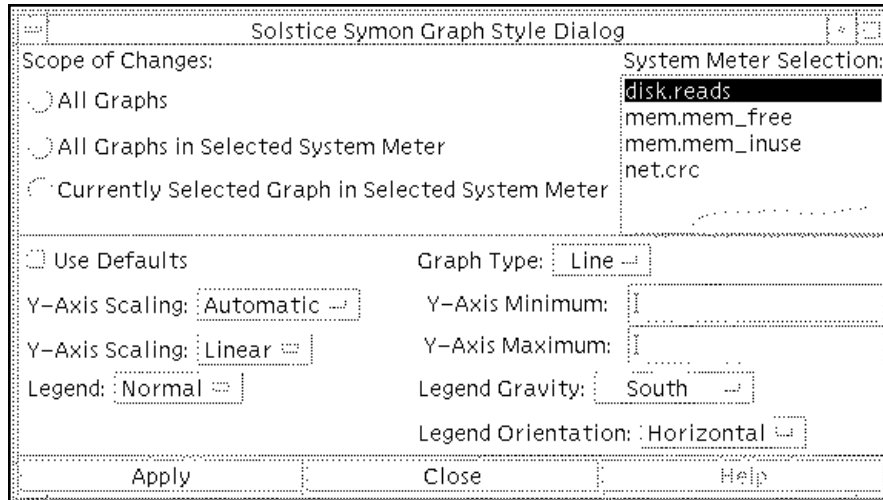 Solstice Symon Graph Style Dialog
Scope of Changes:
System Meter Selection:
All Graphs
All Graphs in Selected System Meter
Currently Selected Graph in Selected System Meter
disk.reads
mem.mem_free
mem.mem_inuse
net.crc
Use Defaults
Graph Type: Line
Y-Axis Scaling: Automatic
Y-Axis Minimum:
Y-Axis Scaling: Linear
Y-Axis Maximum:
Legend: Normal
Legend Gravity: South
Legend Orientation: Horizontal
Apply
Close
Help